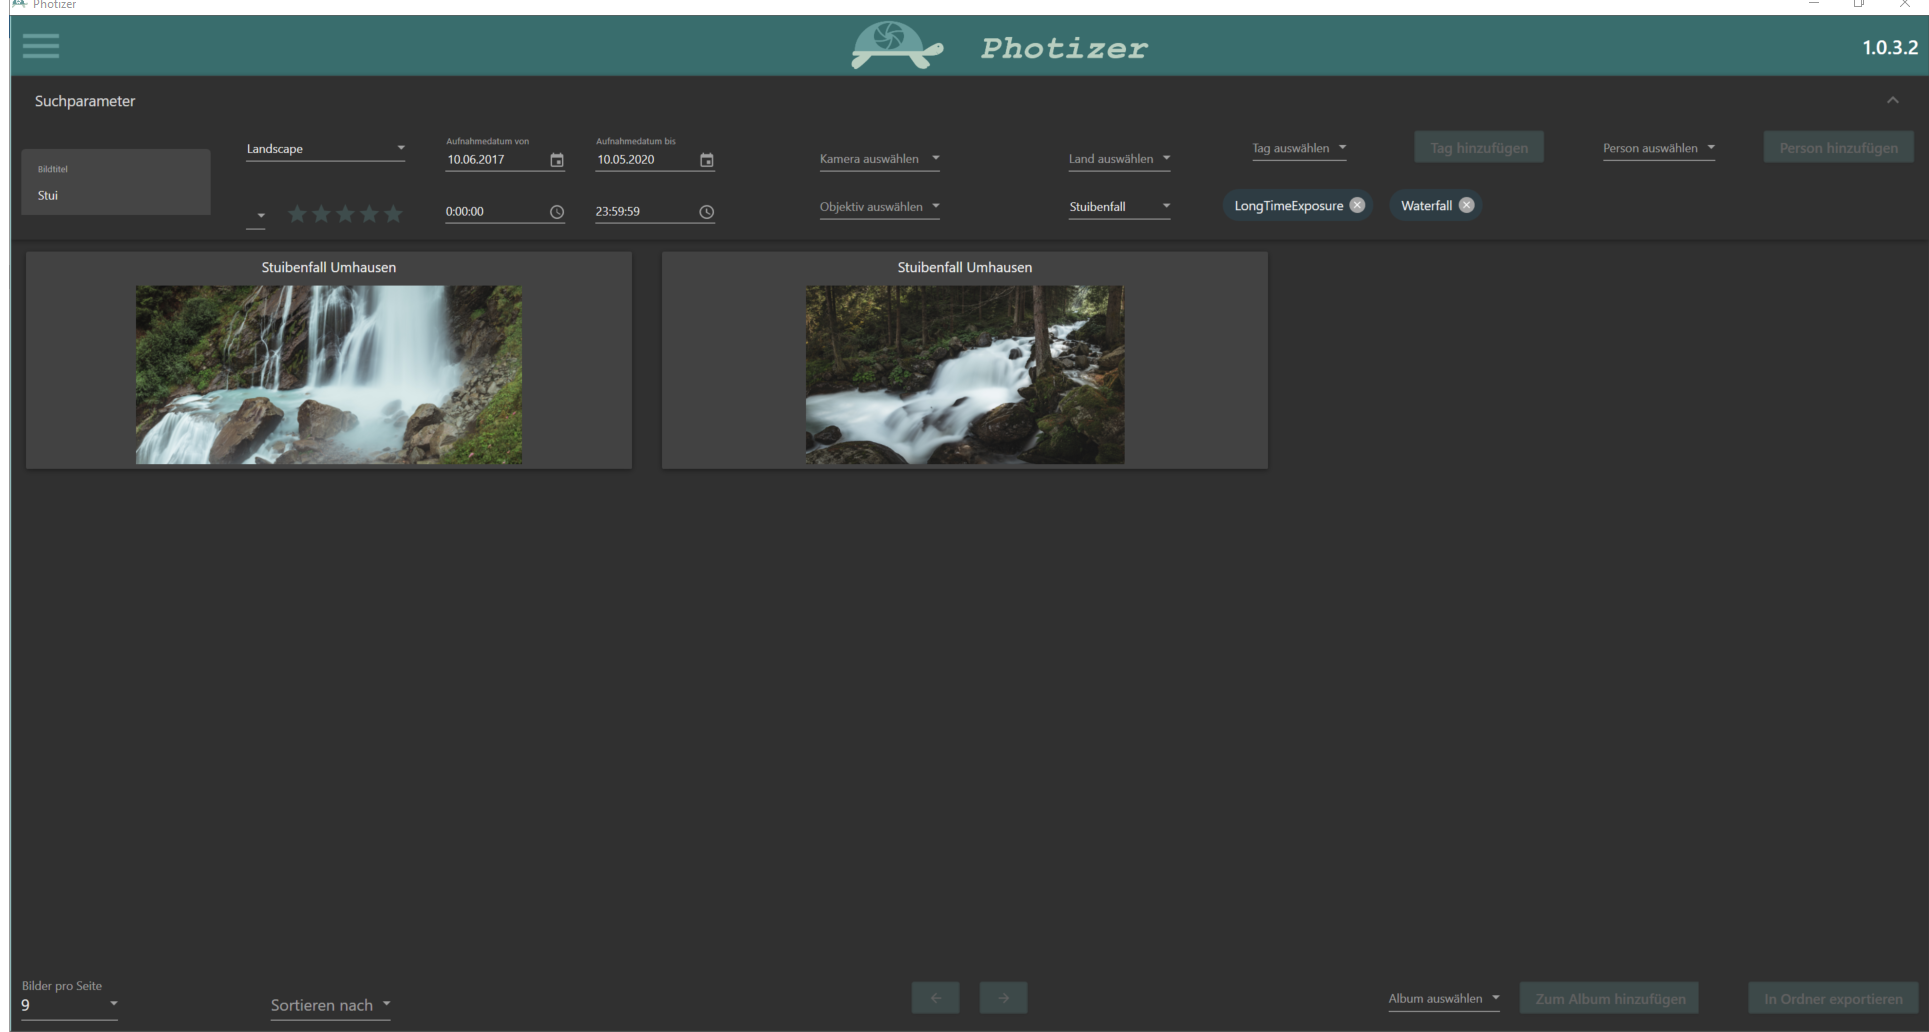 Photizer
Photizer
1.0.3.2
Suchparameter
Bildtitel
Stui
Landscape
Aufnahmedatum von
10.06.2017
Aufnahmedatum bis
10.05.2020
0:00:00
23:59:59
Kamera auswählen
Objektiv auswählen
Land auswählen
Stuibenfall
Tag auswählen
Tag hinzufügen
Person auswählen
Person hinzufügen
LongTimeExposure
Waterfall
Stuibenfall Umhausen
Stuibenfall Umhausen
Bilder pro Seite
9
Sortieren nach
Album auswählen
Zum Album hinzufügen
In Ordner exportieren